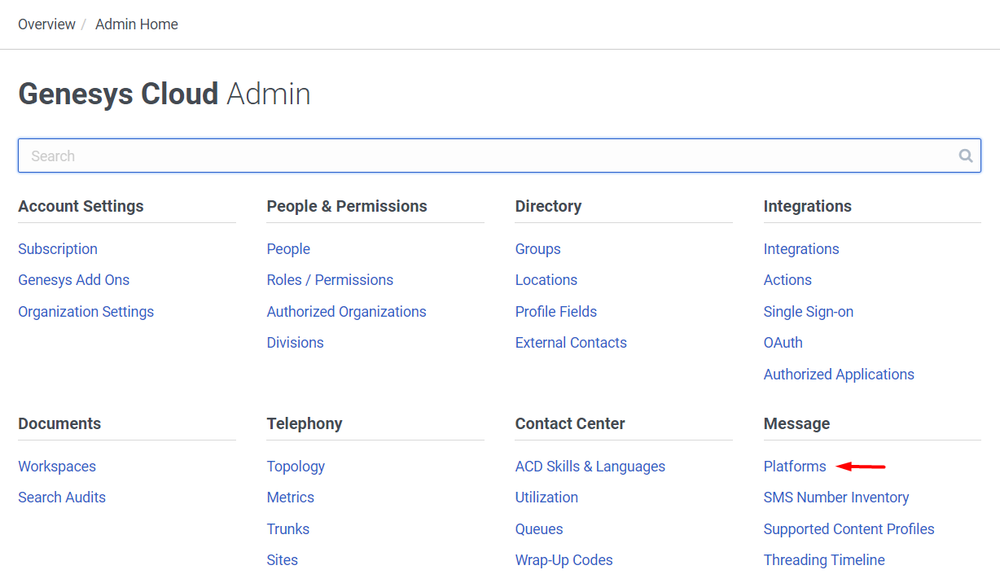 Overview / Admin Home
Genesys Cloud Admin
Search
Account Settings
Subscription
Genesys Add Ons
Organization Settings
People & Permissions
People
Roles / Permissions
Authorized Organizations
Divisions
Directory
Groups
Locations
Profile Fields
External Contacts
Integrations
Integrations
Actions
Single Sign-on
OAuth
Authorized Applications
Documents
Workspaces
Search Audits
Telephony
Topology
Metrics
Trunks
Sites
Contact Center
ACD Skills & Languages
Utilization
Queues
Wrap-Up Codes
Message
Platforms
SMS Number Inventory
Supported Content Profiles
Threading Timeline